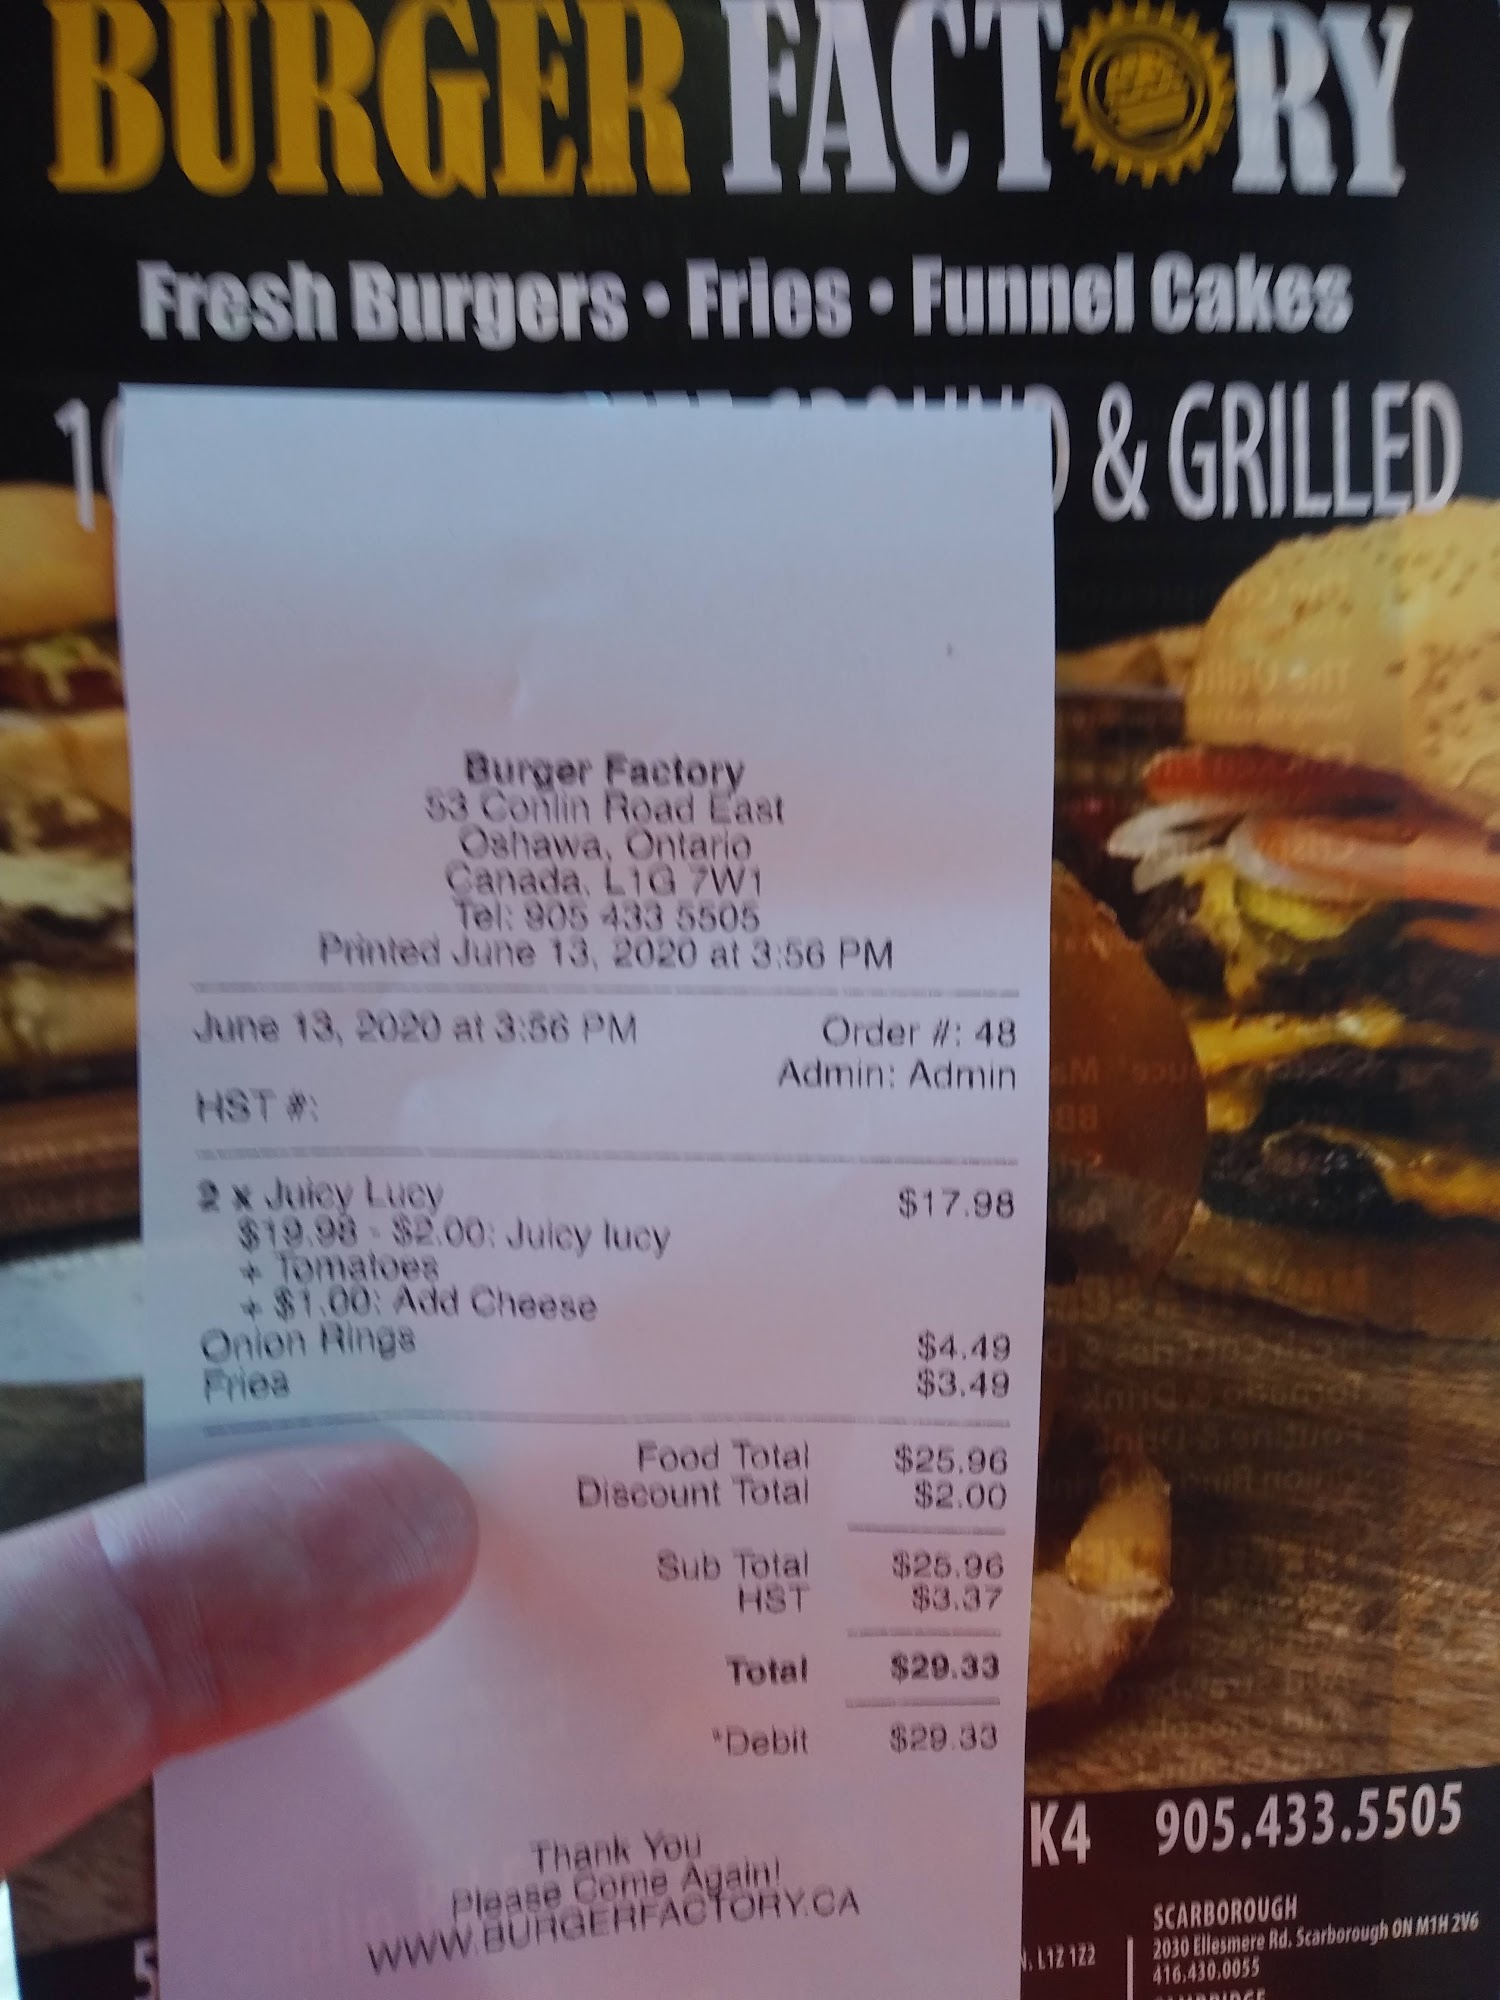 BURGER FACTORY
Fresh Burgers • Fries • Funnel Cakes
& GRILLED
Burger Factory
53 Conlin Road East
Oshawa, Ontario
Canada, L1G 7W1
Tel: 905 433 5505
Printed June 13, 2020 at 3:56 PM
June 13, 2020 at 3:56 PM Order #: 48
Admin: Admin
HST #:
2 x Juicy Lucy $17.98
$19.98 - $2.00: Juicy lucy
+ Tomatoes
+ $1.00: Add Cheese
Onion Rings $4.49
Fries $3.49
Food Total $25.96
Discount Total $2.00
Sub Total $25.96
HST $3.37
Total $29.33
*Debit $29.33
Thank You
Please Come Again!
WWW.BURGERFACTORY.CA
K4 905.433.5505
L1Z 1Z2
SCARBOROUGH
2030 Ellesmere Rd. Scarborough ON M1H 2V6
416.430.0055